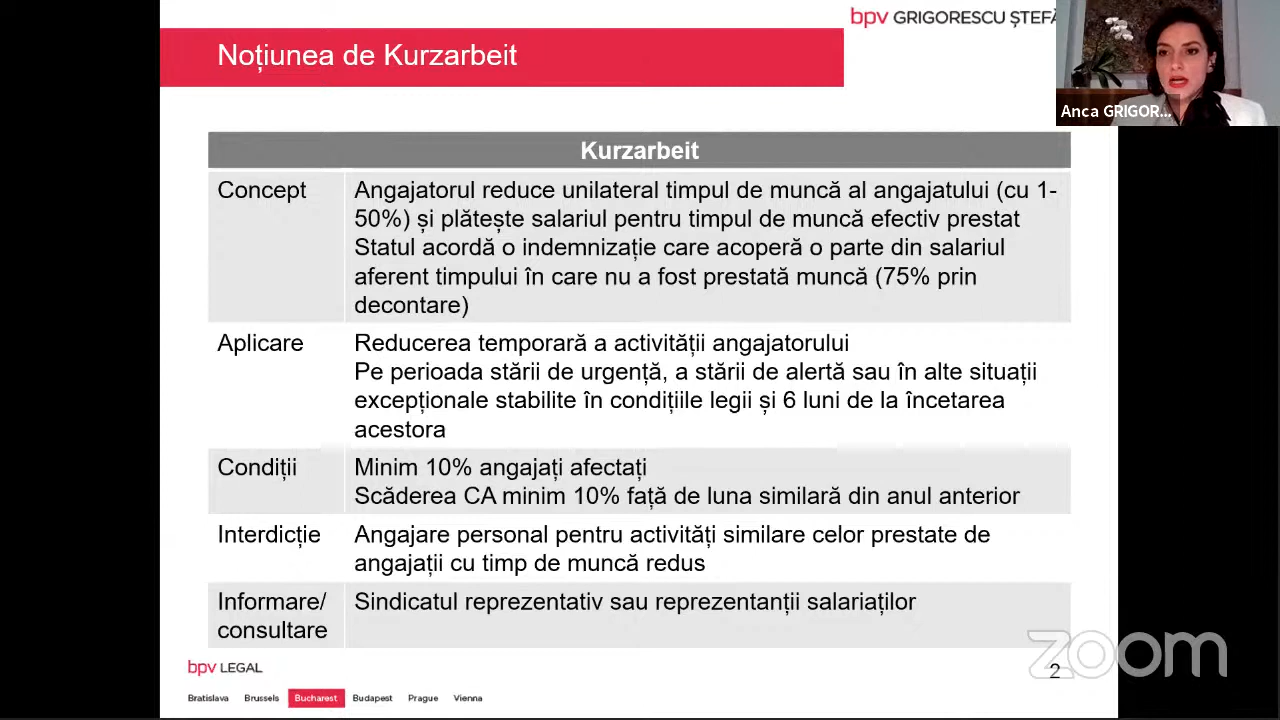 bpv GRIGORESCU ȘTEFĂ
Noțiunea de Kurzarbeit
Anca GRIGOR...
Kurzarbeit
Concept
Angajatorul reduce unilateral timpul de muncă al angajatului (cu 1-
50%) și plătește salariul pentru timpul de muncă efectiv prestat
Statul acordă o indemnizație care acoperă o parte din salariul
aferent timpului în care nu a fost prestată muncă (75% prin
decontare)
Aplicare
Reducerea temporară a activității angajatorului
Pe perioada stării de urgență, a stării de alertă sau în alte situații
excepționale stabilite în condițiile legii și 6 luni de la încetarea
acestora
Condiții
Minim 10% angajați afectați
Scăderea CA minim 10% față de luna similară din anul anterior
Interdicție
Angajare personal pentru activități similare celor prestate de
angajații cu timp de muncă redus
Informare/
consultare
Sindicatul reprezentativ sau reprezentanții salariaților
bpv LEGAL
2
zoom
Bratislava Brussels Bucharest Budapest Prague Vienna